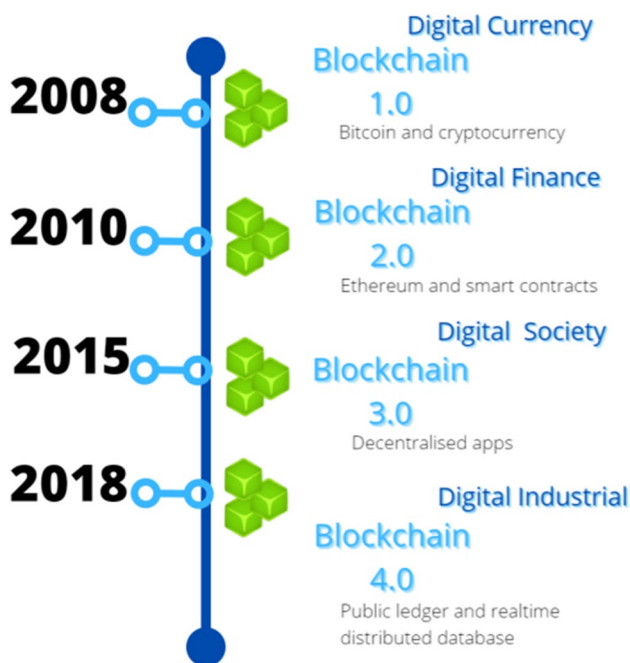 Digital Currency
2008
Blockchain
1.0
Bitcoin and cryptocurrency
Digital Finance
2010
Blockchain
2.0
Ethereum and smart contracts
Digital Society
2015
Blockchain
3.0
Decentralised apps
2018
Digital Industrial
Blockchain
4.0
Public ledger and realtime
distributed database